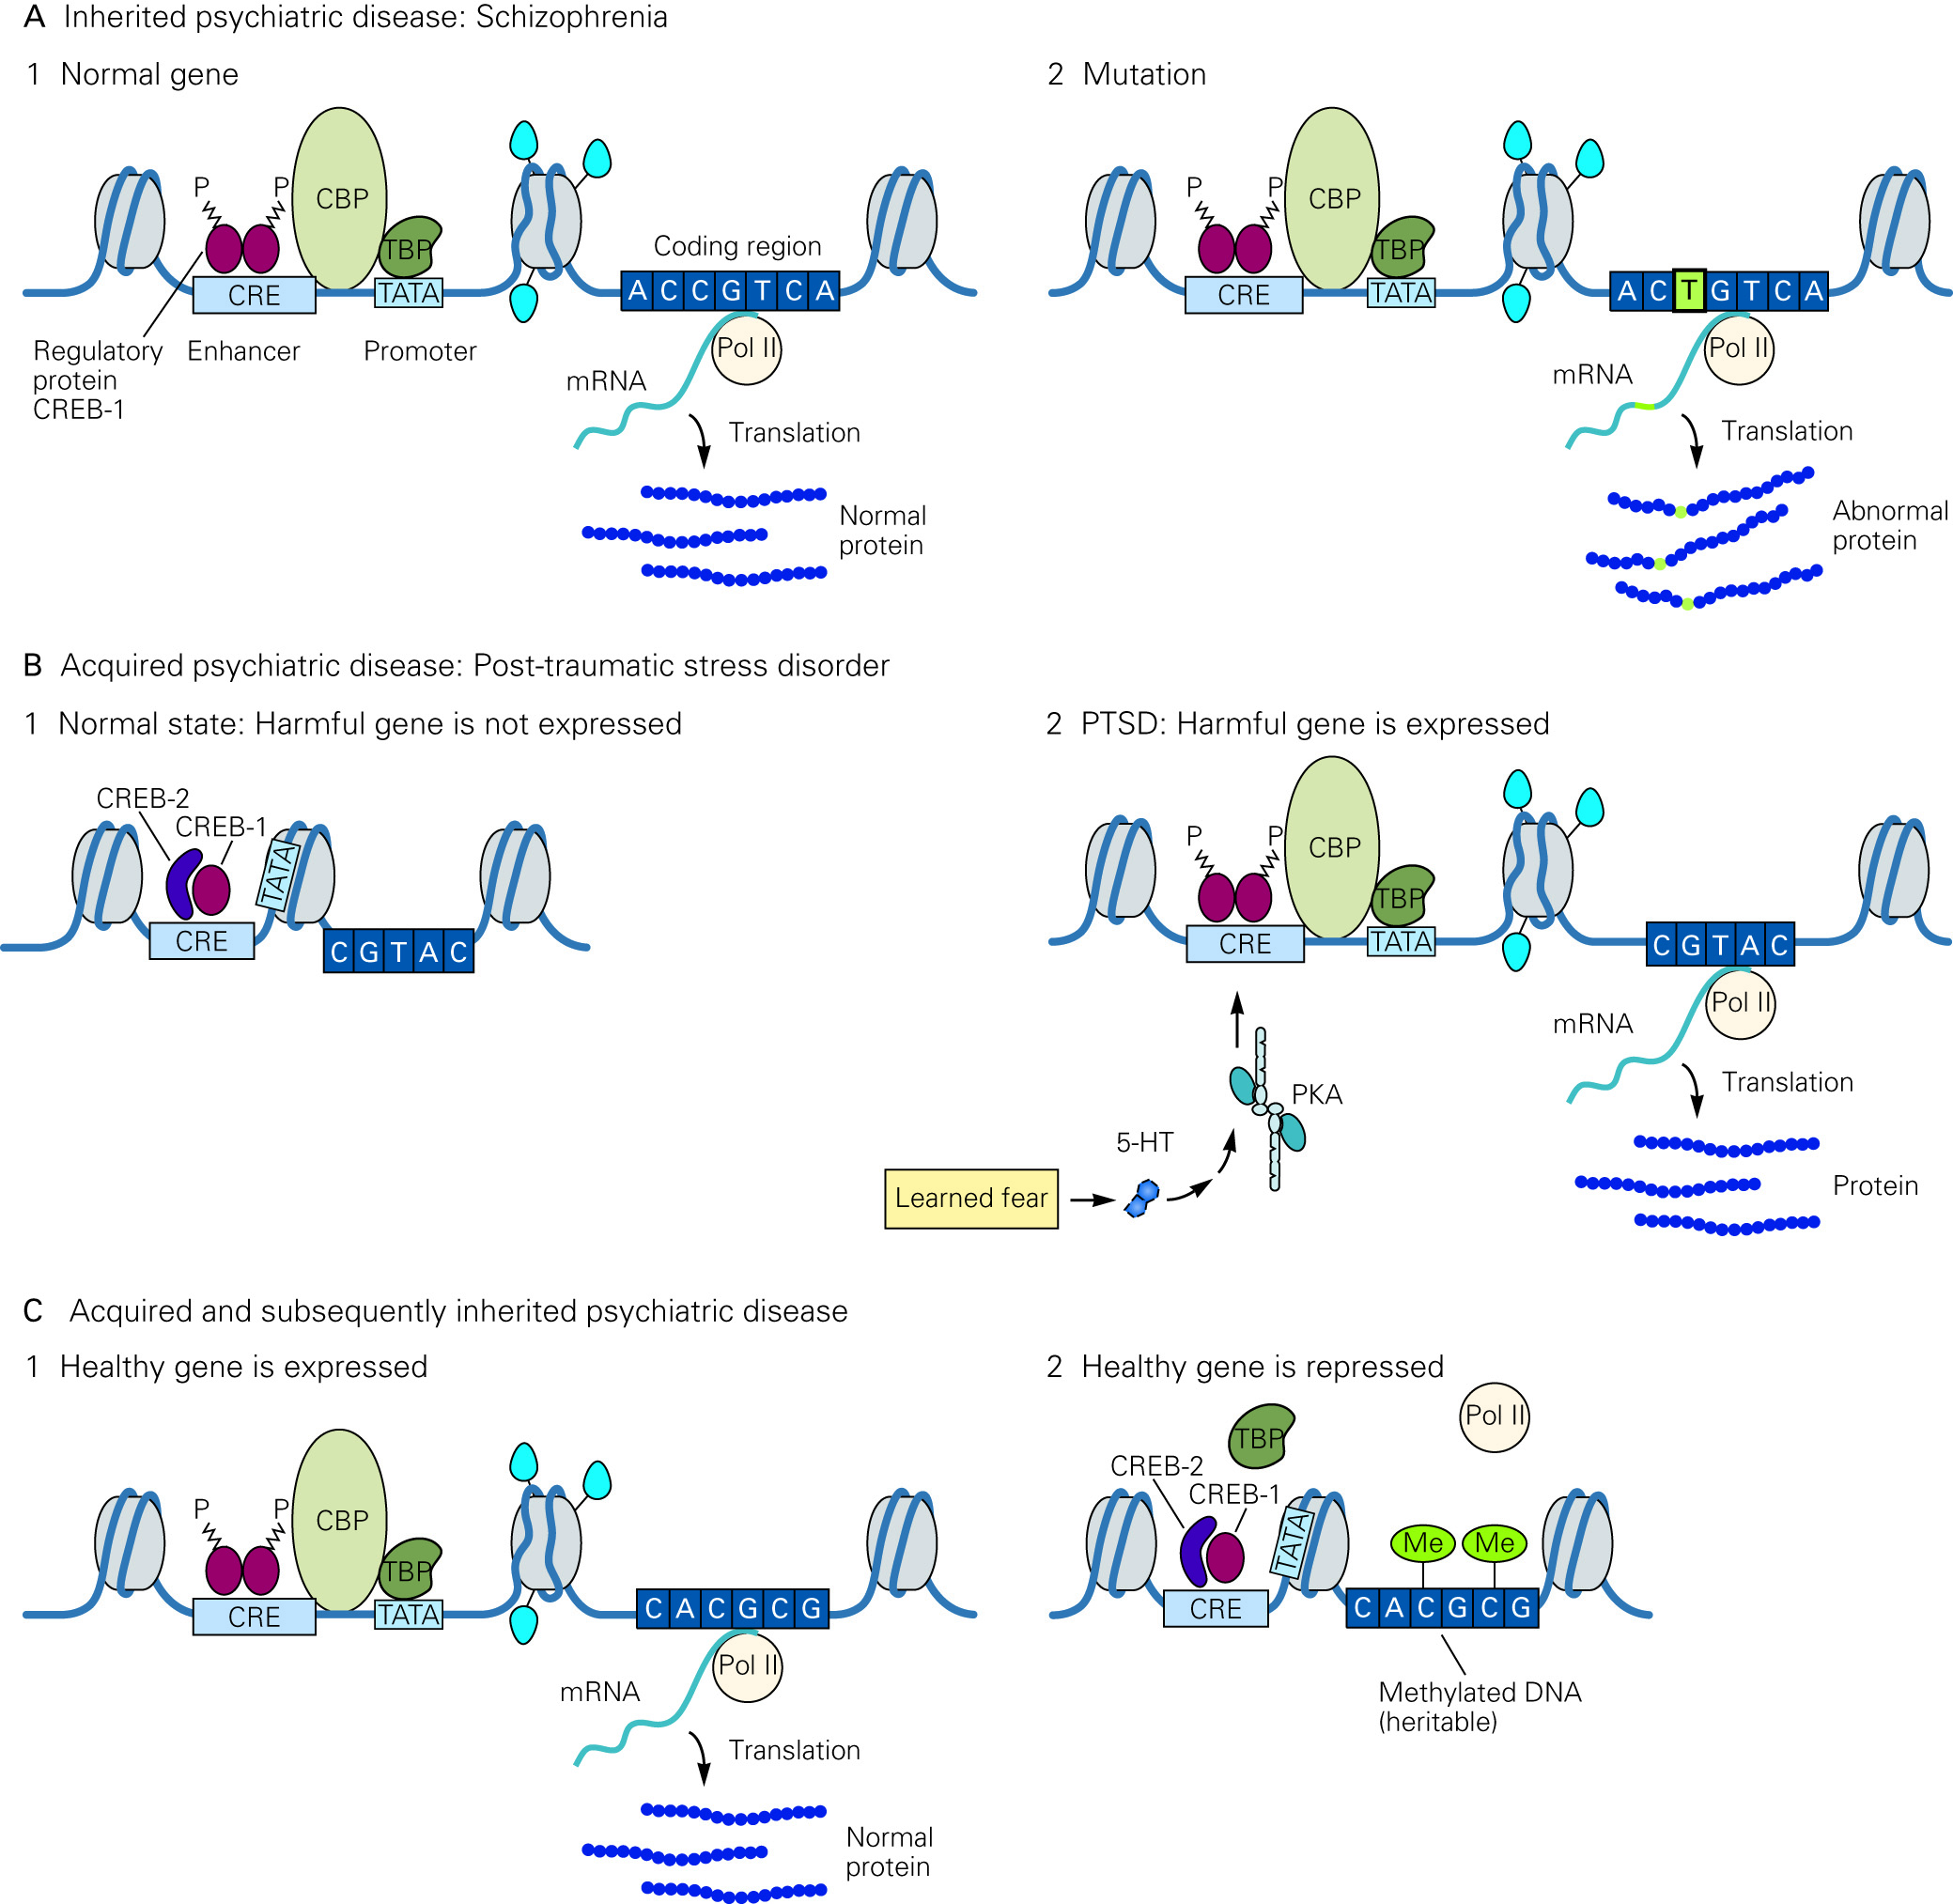 A Inherited psychiatric disease: Schizophrenia
1 Normal gene
P P
CBP
TBP
CRE
TATA
Coding region
A C C G T C A
Regulatory
protein
CREB-1
Enhancer
Promoter
Pol II
mRNA
Translation
Normal
protein
2 Mutation
P P
CBP
TBP
CRE
TATA
A C T G T C A
Pol II
mRNA
Translation
Abnormal
protein
B Acquired psychiatric disease: Post-traumatic stress disorder
1 Normal state: Harmful gene is not expressed
CREB-2
CREB-1
TATA
CRE
C G T A C
2 PTSD: Harmful gene is expressed
P P
CBP
TBP
CRE
TATA
C G T A C
Pol II
mRNA
PKA
Translation
5-HT
Learned fear
Protein
C Acquired and subsequently inherited psychiatric disease
1 Healthy gene is expressed
P P
CBP
TBP
CRE
TATA
C A C G C G
Pol II
mRNA
Translation
Normal
protein
2 Healthy gene is repressed
Pol II
TBP
CREB-2
CREB-1
TATA
Me Me
CRE
C A C G C G
Methylated DNA
(heritable)